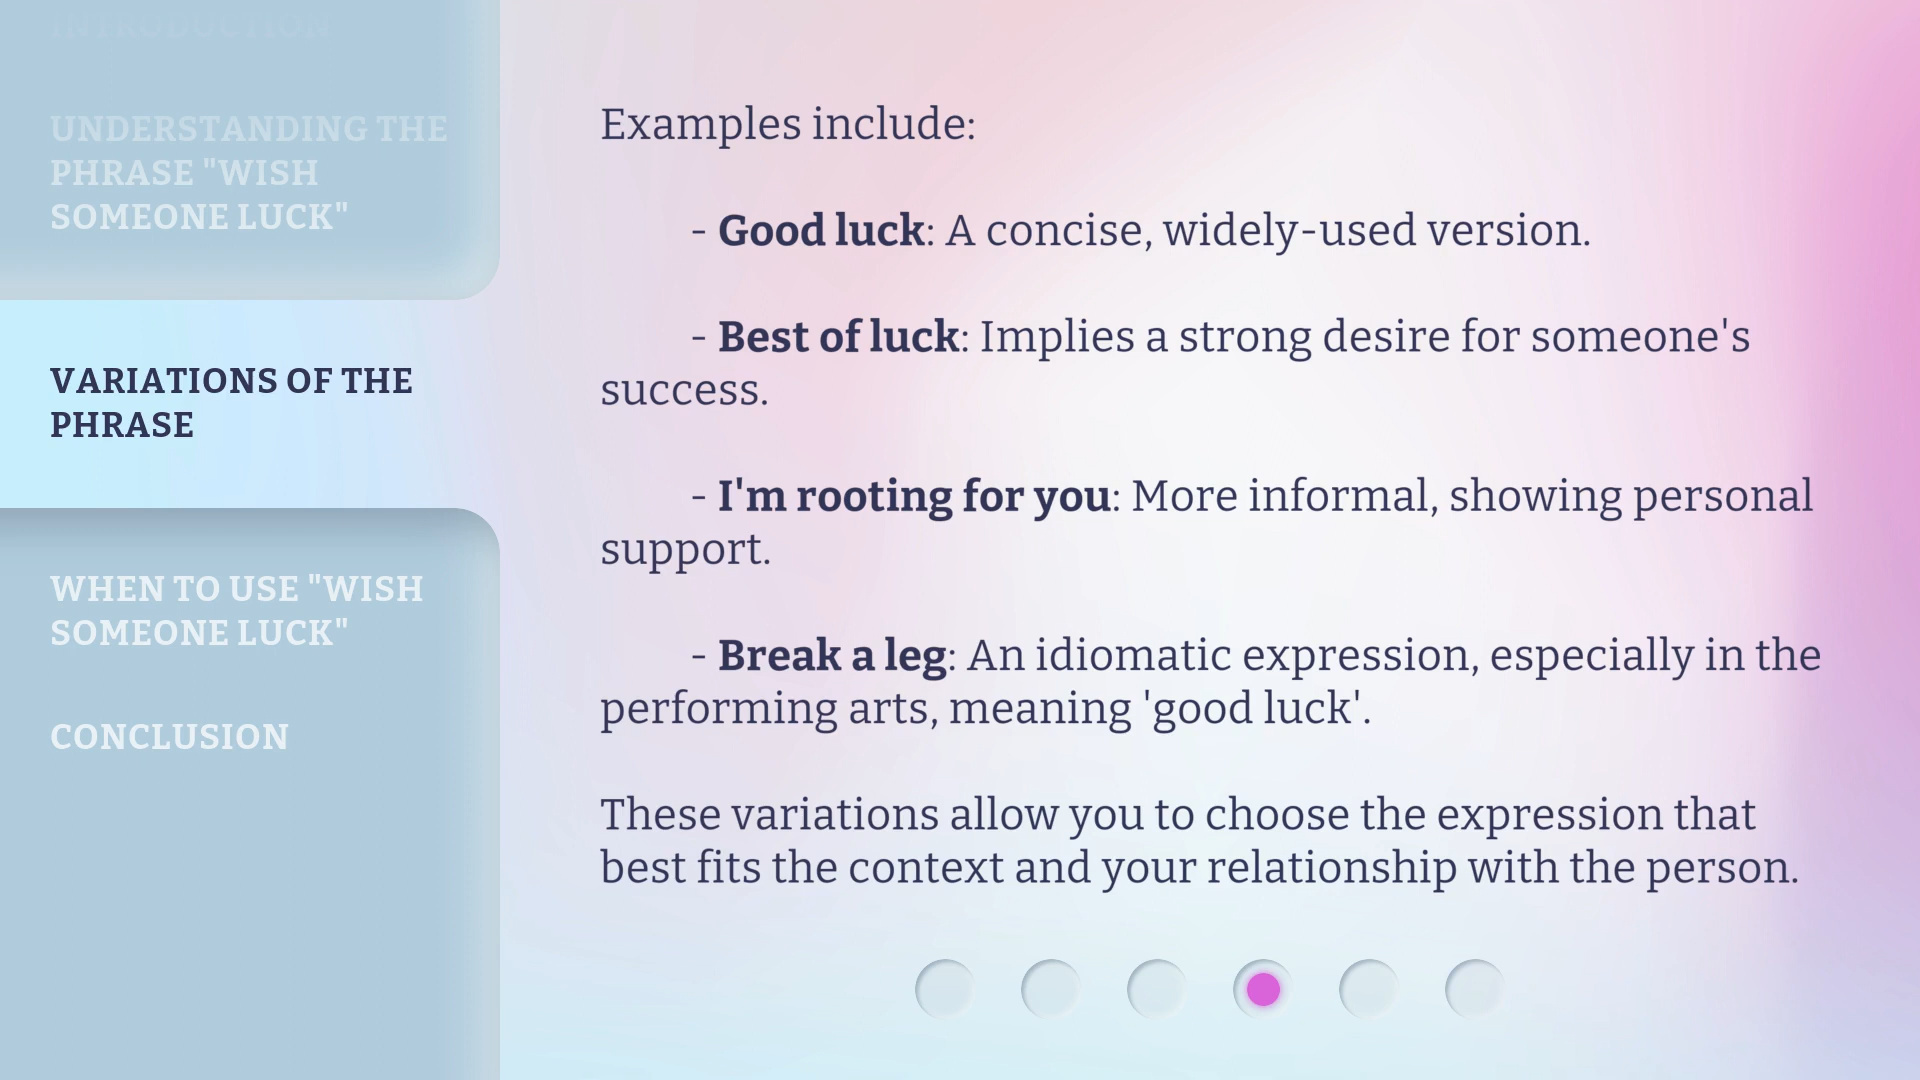 INTRODUCTION
UNDERSTANDING THE
PHRASE "WISH
SOMEONE LUCK"
VARIATIONS OF THE
PHRASE
WHEN TO USE "WISH
SOMEONE LUCK"
CONCLUSION
Examples include:
- Good luck: A concise, widely-used version.
- Best of luck: Implies a strong desire for someone's
success.
- I'm rooting for you: More informal, showing personal
support.
- Break a leg: An idiomatic expression, especially in the
performing arts, meaning 'good luck'.
These variations allow you to choose the expression that
best fits the context and your relationship with the person.